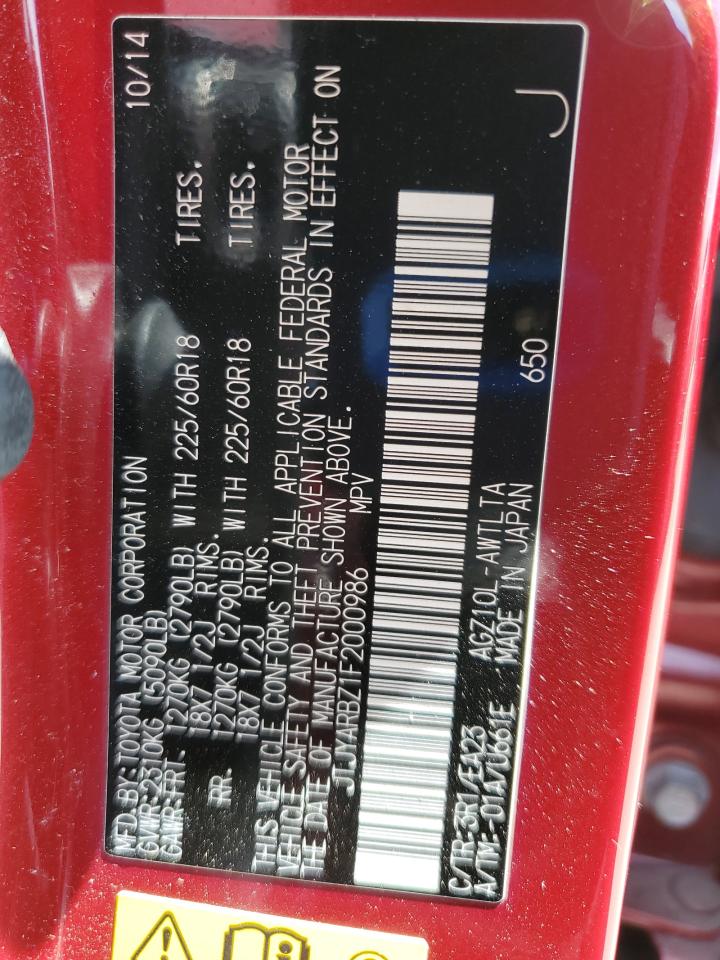 MFD. BY: TOYOTA MOTOR CORPORATION 10/14
GVWR: 2310KG (5090LB)
GAWR: FRT 1270KG (2790LB) WITH 225/60R18 TIRES.
18X7 1/2J RIMS.
RR. 1270KG (2790LB) WITH 225/60R18 TIRES.
18X7 1/2J RIMS.
THIS VEHICLE CONFORMS TO ALL APPLICABLE FEDERAL MOTOR
VEHICLE SAFETY AND THEFT PREVENTION STANDARDS IN EFFECT ON
THE DATE OF MANUFACTURE SHOWN ABOVE.
JTJYARBZ1F2000986 MPV
C/TR: 3R1/EA23 AGZ10L-AWTLTA 650
A/TM: -01A/U661E MADE IN JAPAN
J